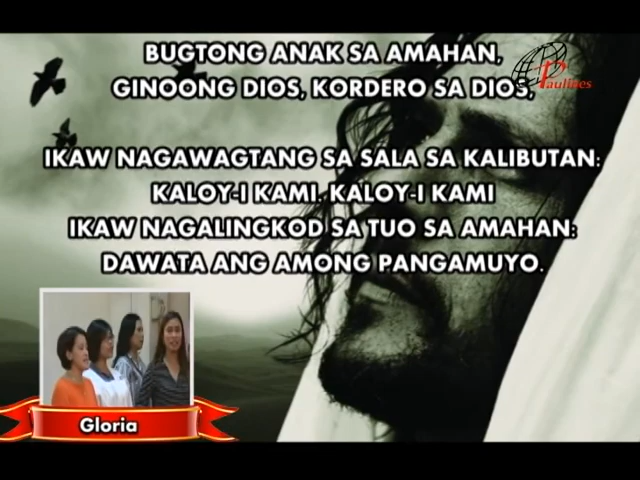 BUGTONG ANAK SA AMAHAN,
GINOONG DIOS, KORDERO SA DIOS,
Paulines
IKAW NAGAWAGTANG SA SALA SA KALIBUTAN:
KALOY-I KAMI. KALOY-I KAMI
IKAW NAGALINGKOD SA TUO SA AMAHAN:
DAWATA ANG AMONG PANGAMUYO.
Gloria